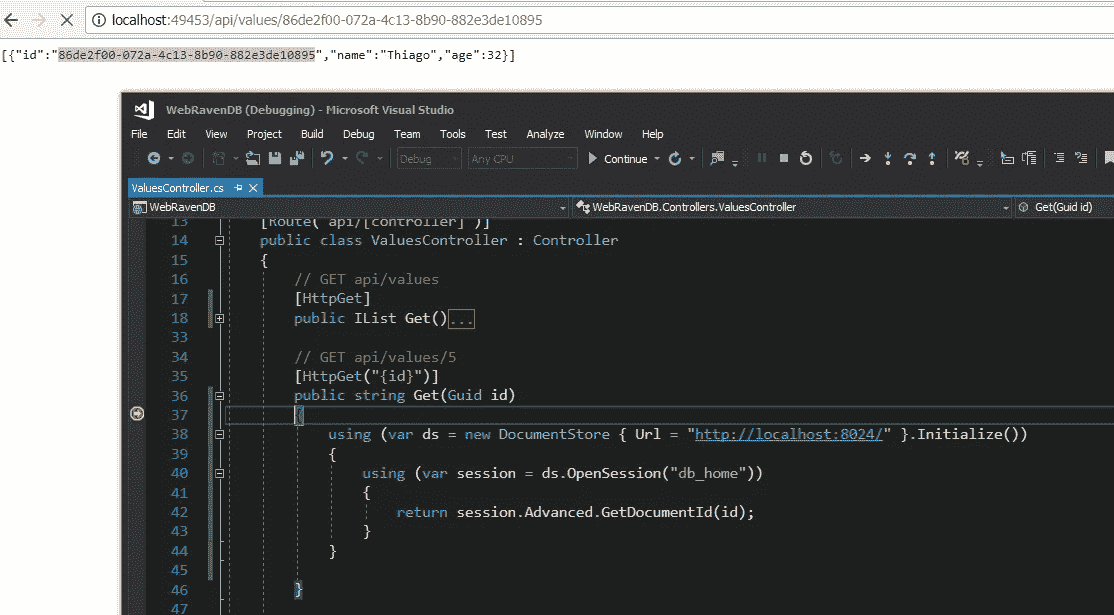 localhost:49453/api/values/86de2f00-072a-4c13-8b90-882e3de10895
[{"id":"86de2f00-072a-4c13-8b90-882e3de10895","name":"Thiago","age":32}]
WebRavenDB (Debugging) - Microsoft Visual Studio
File Edit View Project Build Debug Team Tools Test Analyze Window Help
Debug Any CPU Continue
ValuesController.cs
WebRavenDB WebRavenDB.Controllers.ValuesController Get(Guid id)
13 [Route("api/[controller]")]
14 public class ValuesController : Controller
15 {
16 // GET api/values
17 [HttpGet]
18 public IList Get()...
33
34 // GET api/values/5
35 [HttpGet("{id}")]
36 public string Get(Guid id)
37 {
38 using (var ds = new DocumentStore { Url = "http://localhost:8024/" }.Initialize())
39 {
40 using (var session = ds.OpenSession("db_home"))
41 {
42 return session.Advanced.GetDocumentId(id);
43 }
44 }
45
46 }
47